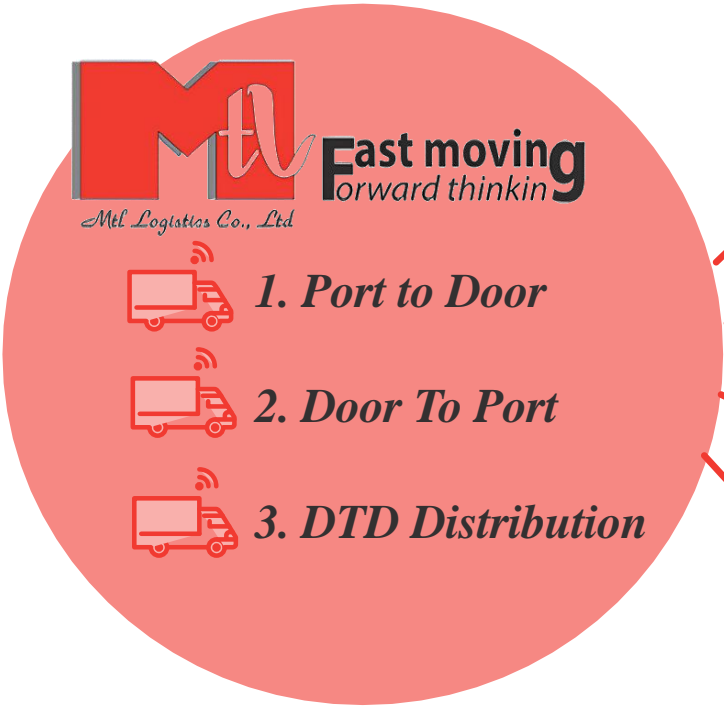 Mtl
Fast moving
Forward thinking
Mtl Logistics Co., Ltd
1. Port to Door
2. Door To Port
3. DTD Distribution